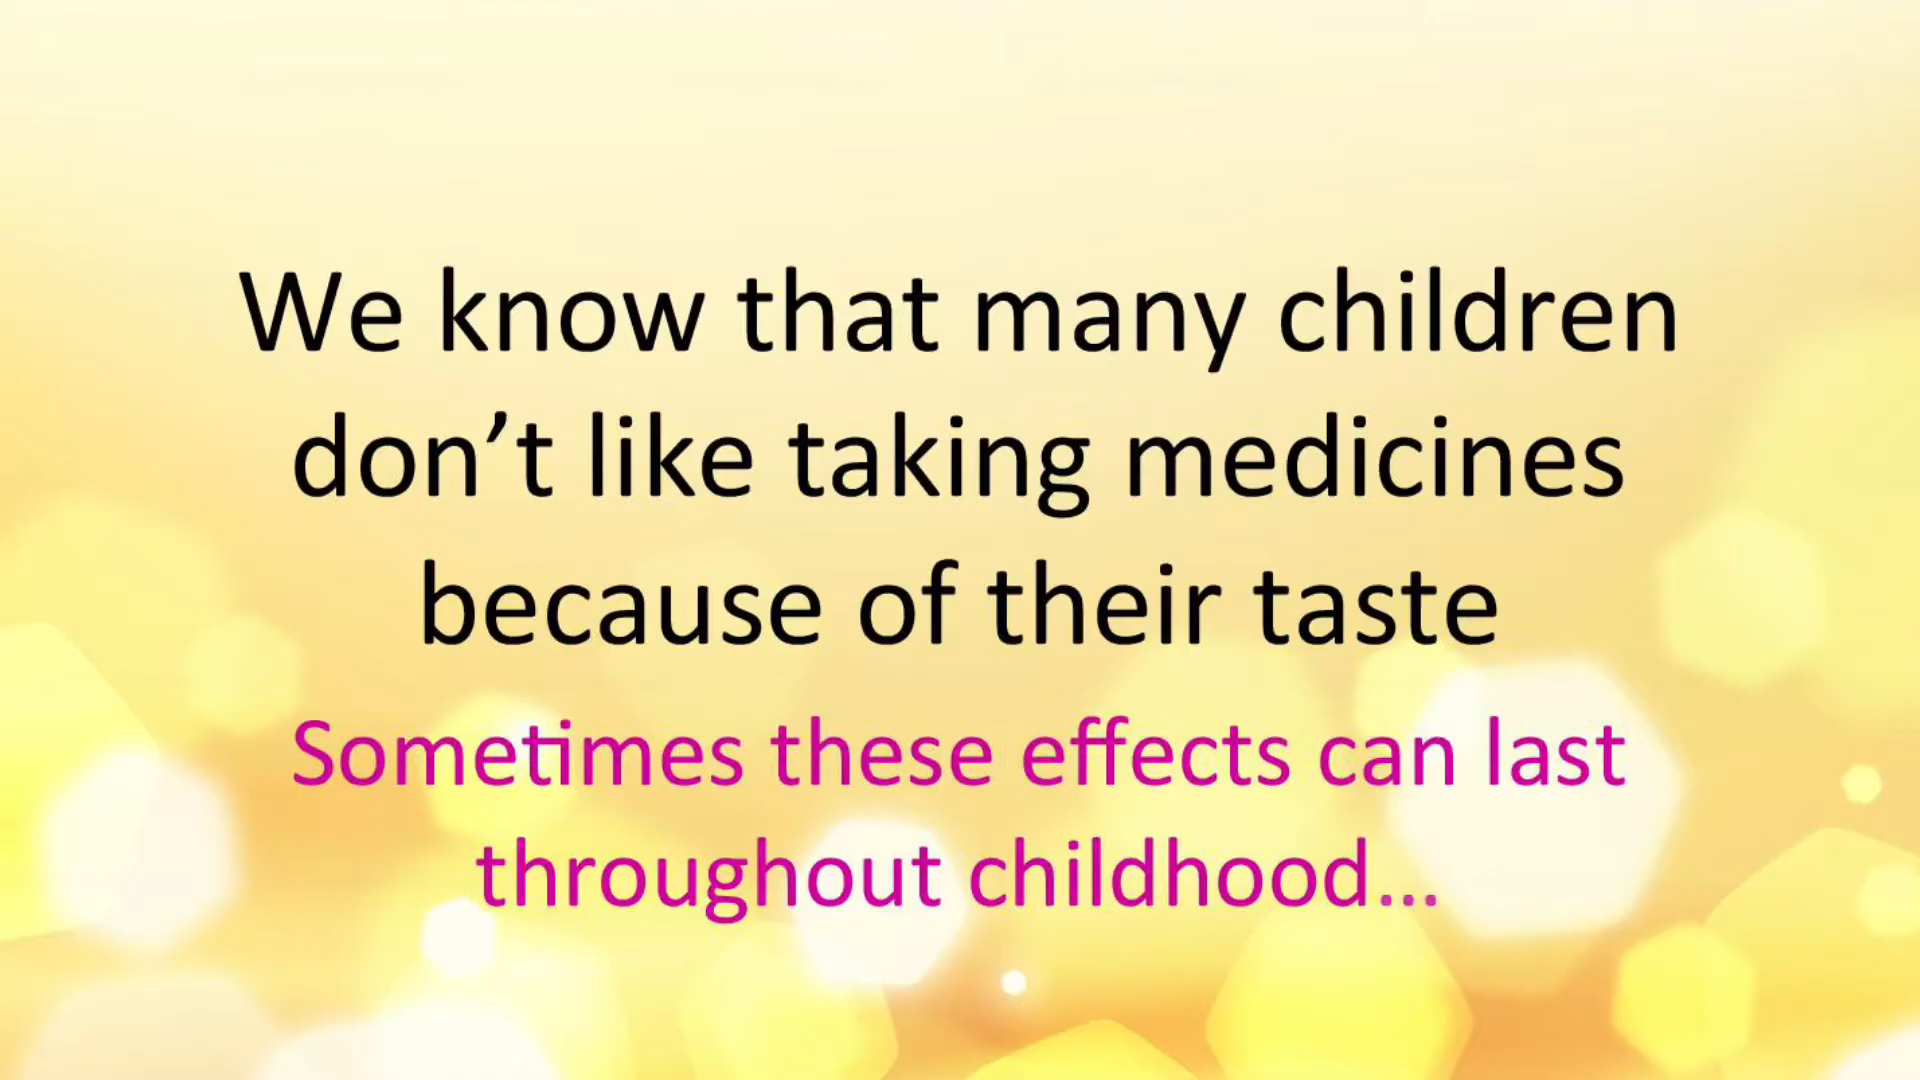 We know that many children
don’t like taking medicines
because of their taste
Sometimes these effects can last
throughout childhood…